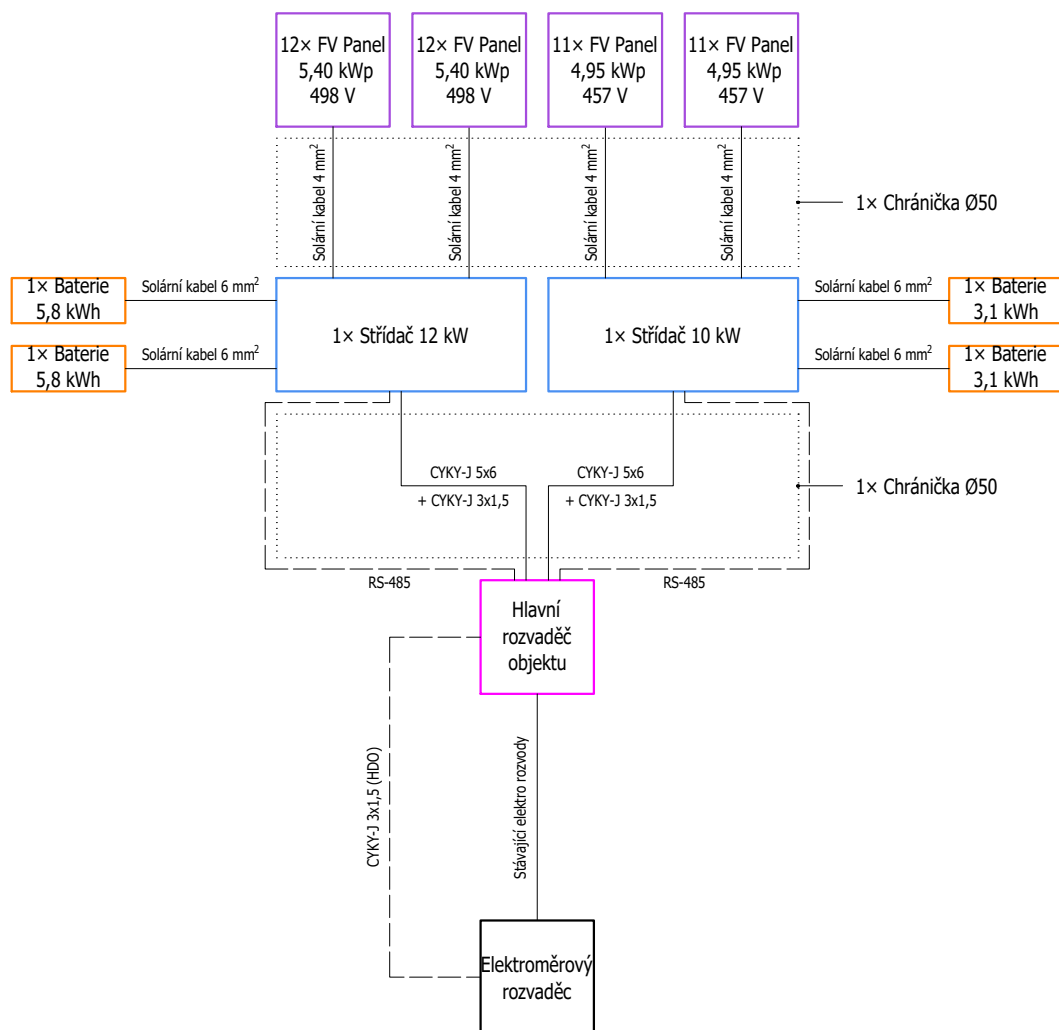 12× FV Panel
5,40 kWp
498 V
12× FV Panel
5,40 kWp
498 V
11× FV Panel
4,95 kWp
457 V
11× FV Panel
4,95 kWp
457 V
Solární kabel 4 mm²
Solární kabel 4 mm²
Solární kabel 4 mm²
Solární kabel 4 mm²
1× Chránička Ø50
1× Baterie
5,8 kWh
Solární kabel 6 mm²
1× Baterie
5,8 kWh
Solární kabel 6 mm²
1× Střídač 12 kW
1× Střídač 10 kW
Solární kabel 6 mm²
1× Baterie
3,1 kWh
Solární kabel 6 mm²
1× Baterie
3,1 kWh
CYKY-J 5x6
+ CYKY-J 3x1,5
CYKY-J 5x6
+ CYKY-J 3x1,5
1× Chránička Ø50
RS-485
RS-485
Hlavní
rozvaděč
objektu
CYKY-J 3x1,5 (HDO)
Stávající elektro rozvody
Elektroměrový
rozvaděc